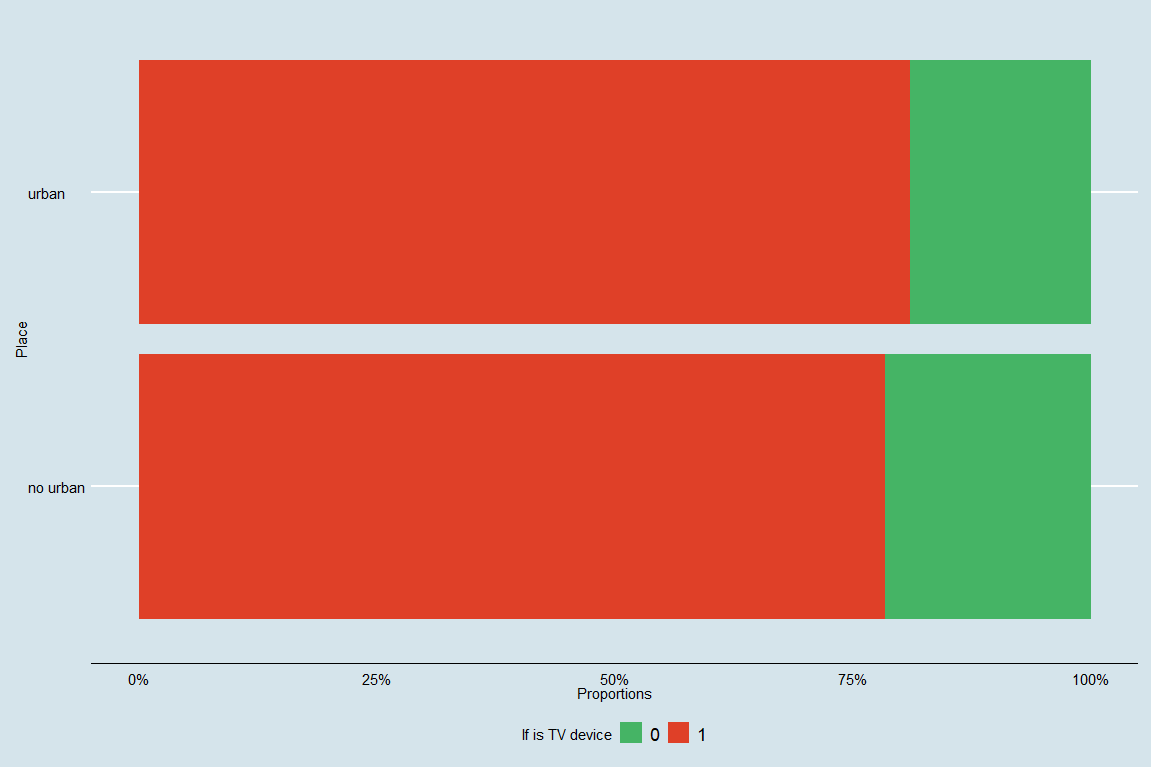 urban
Place
no urban
0% 25% 50% 75% 100%
Proportions
If is TV device 0 1